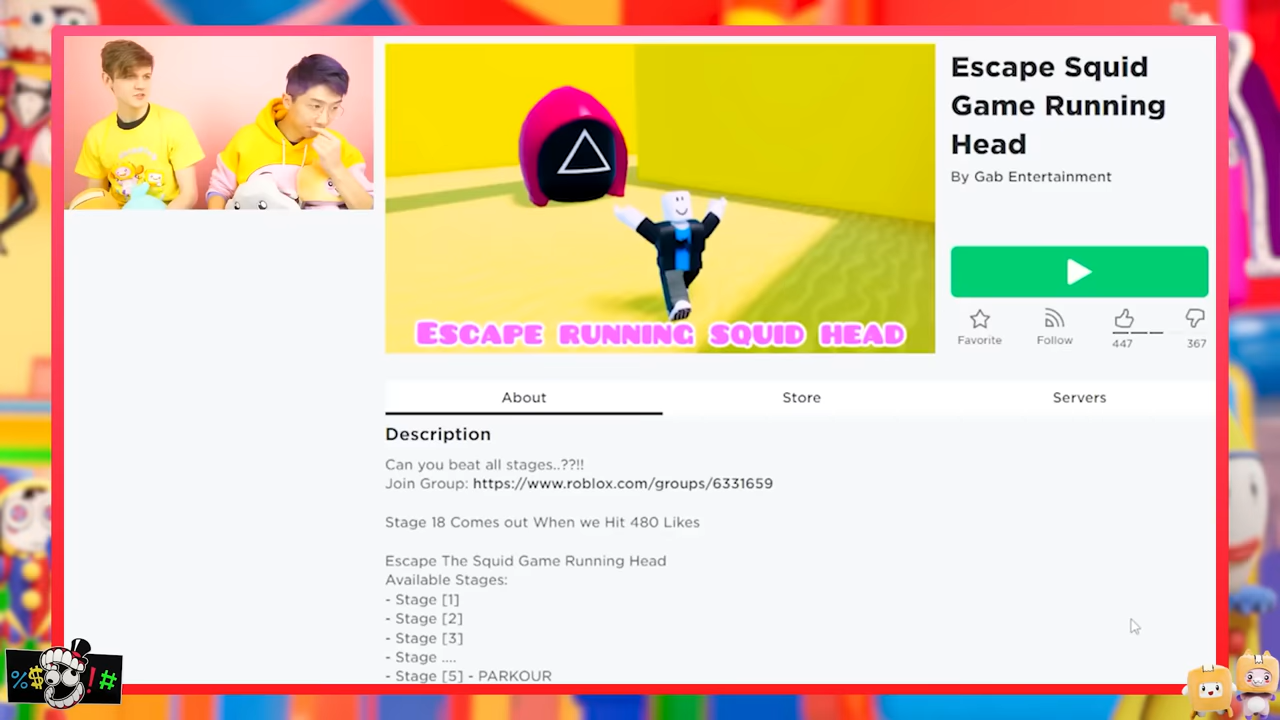 Escape Squid
Game Running
Head
By Gab Entertainment
ESCAPE RUNNING SQUID HEAD
Favorite
Follow
447
367
About
Store
Servers
Description
Can you beat all stages..??!!
Join Group: https://www.roblox.com/groups/6331659
Stage 18 Comes out When we Hit 480 Likes
Escape The Squid Game Running Head
Available Stages:
- Stage [1]
- Stage [2]
- Stage [3]
- Stage ....
- Stage [5] - PARKOUR
%$!#